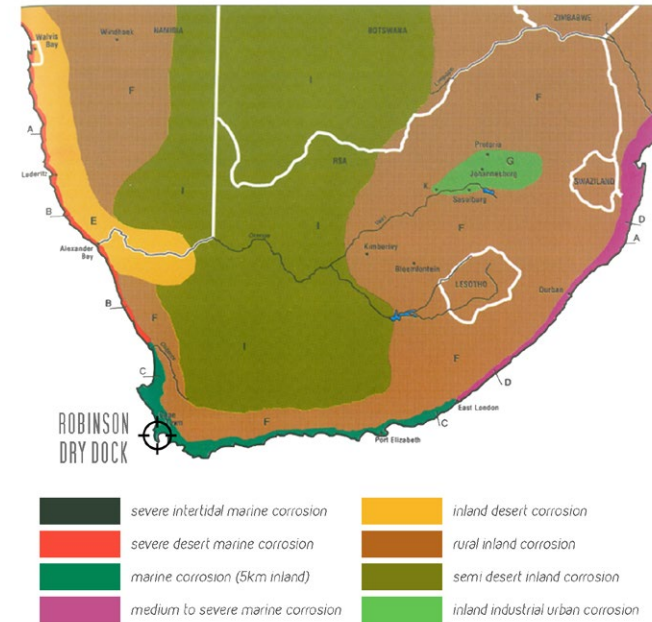 ZIMBABWE
Walvis
Bay
Windhoek
NAMIBIA
BOTSWANA
F
I
Limpopo
F
A
Pretoria
G
Johannesburg
RSA
Luderitz
I
K.
Vaal
Sasolburg
SWAZILAND
E
B
F
D
A
Alexander
Bay
Orange
I
Kimberley
Bloemfontein
LESOTHO
Durban
B
F
I
F
C
D
East London
F
C
Port Elizabeth
ROBINSON
DRY DOCK
severe intertidal marine corrosion
inland desert corrosion
severe desert marine corrosion
rural inland corrosion
marine corrosion (5km inland)
semi desert inland corrosion
medium to severe marine corrosion
inland industrial urban corrosion